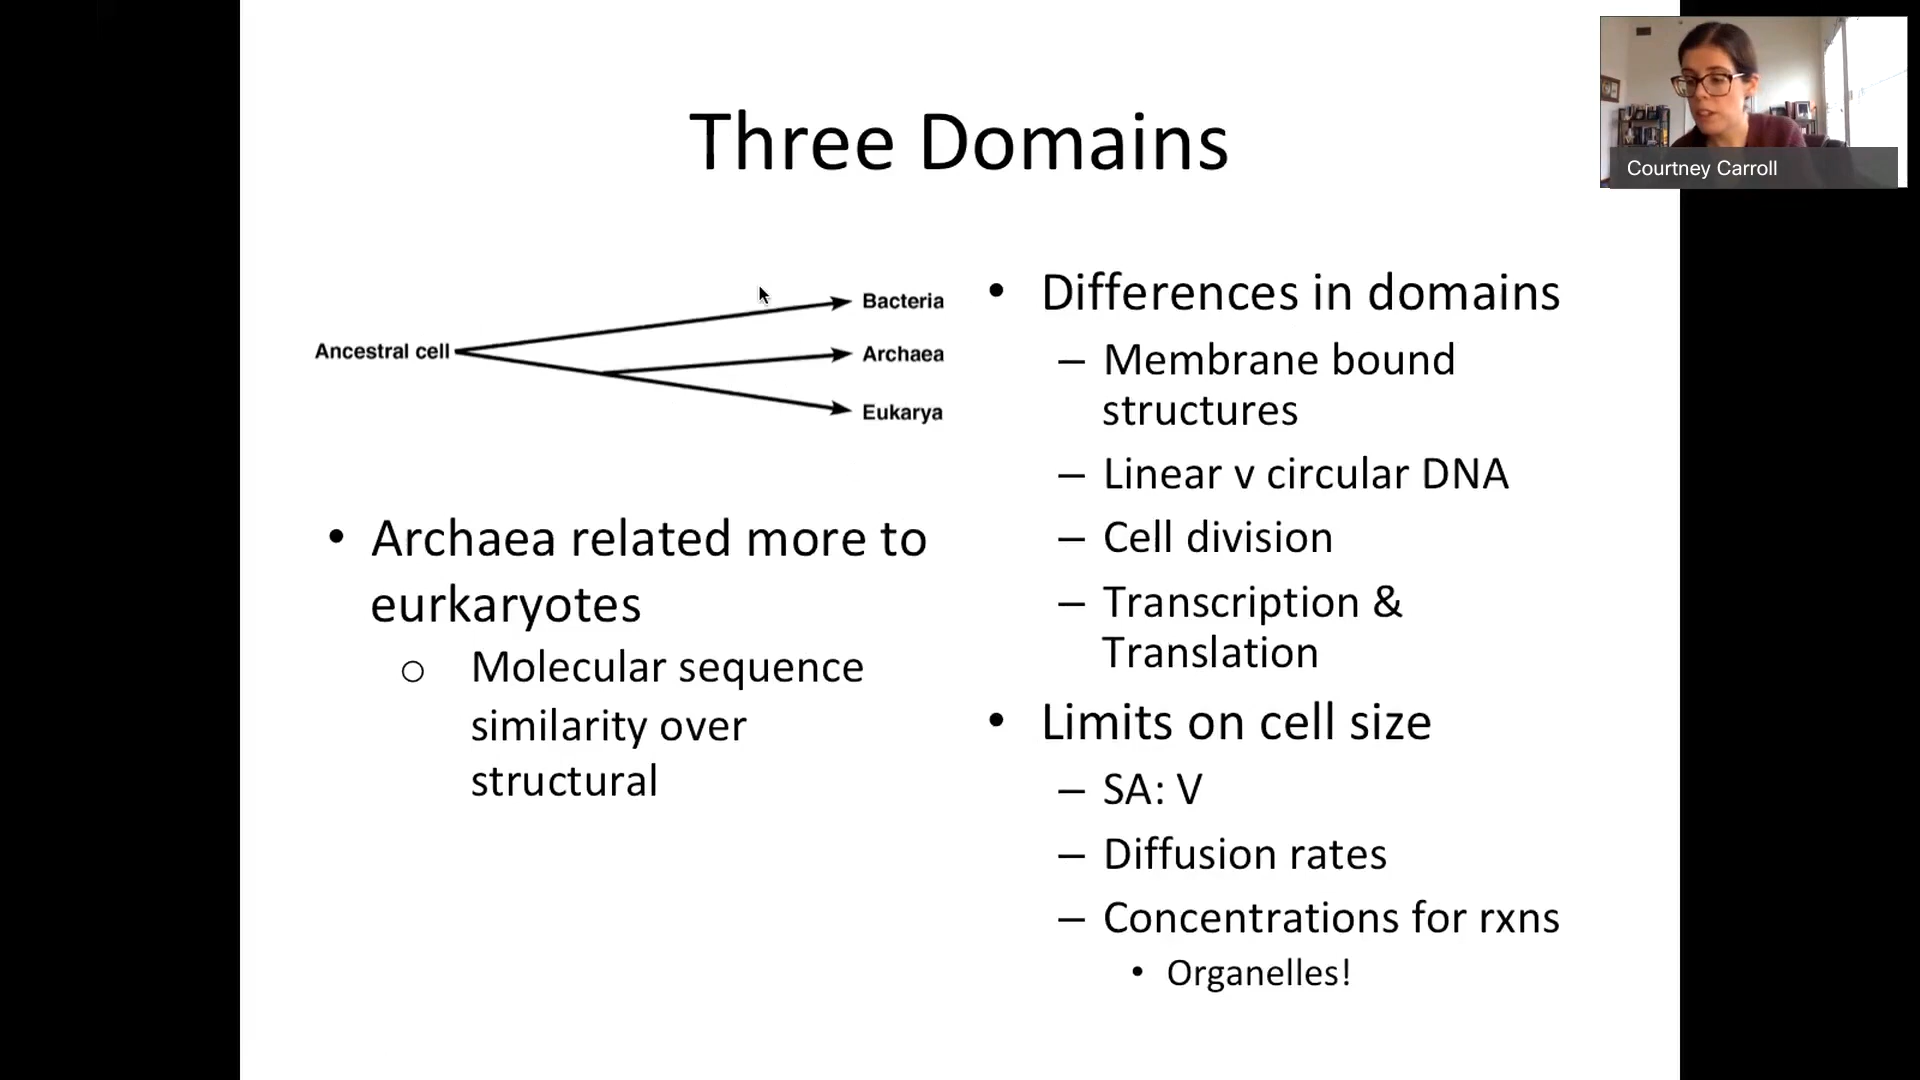 Three Domains
Courtney Carroll
Ancestral cell
Bacteria
Archaea
Eukarya
• Archaea related more to
eurkaryotes
o Molecular sequence
similarity over
structural
• Differences in domains
– Membrane bound
structures
– Linear v circular DNA
– Cell division
– Transcription &
Translation
• Limits on cell size
– SA: V
– Diffusion rates
– Concentrations for rxns
• Organelles!